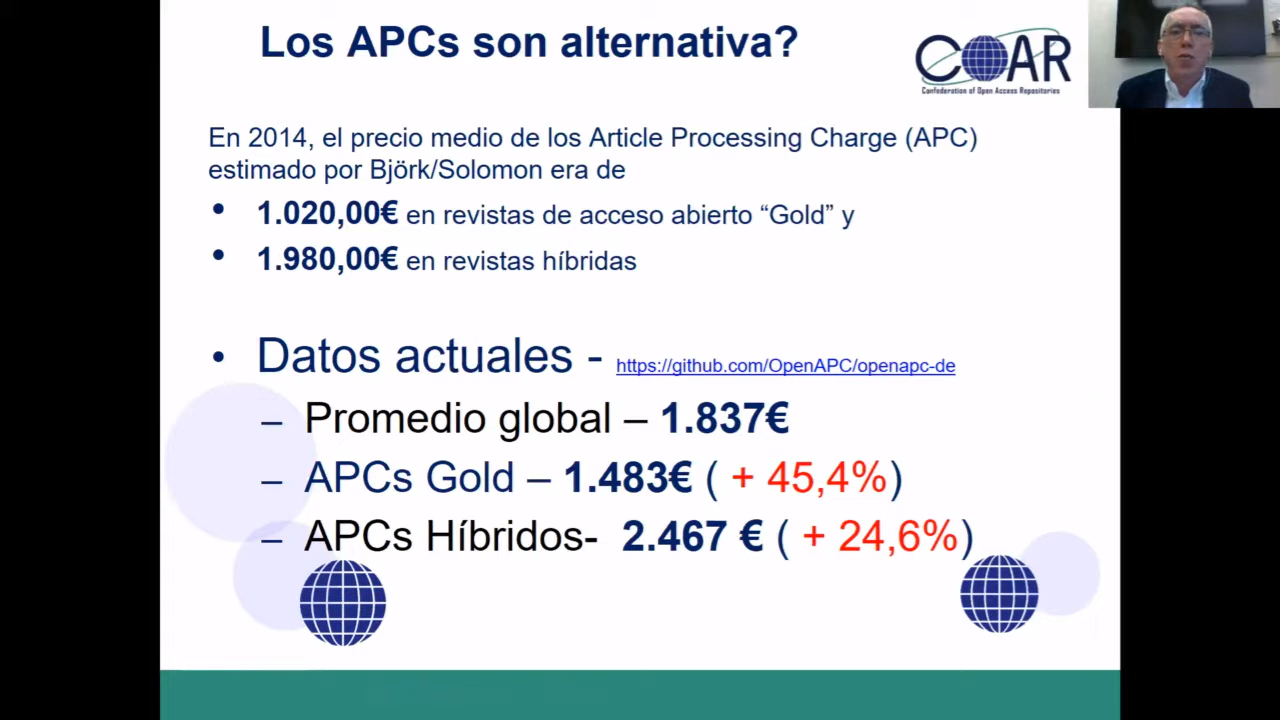 Los APCs son alternativa?
COAR
Confederation of Open Access Repositories
En 2014, el precio medio de los Article Processing Charge (APC)
estimado por Björk/Solomon era de
• 1.020,00€ en revistas de acceso abierto “Gold” y
• 1.980,00€ en revistas híbridas
• Datos actuales - https://github.com/OpenAPC/openapc-de
– Promedio global – 1.837€
– APCs Gold – 1.483€ ( + 45,4%)
– APCs Híbridos- 2.467 € ( + 24,6%)